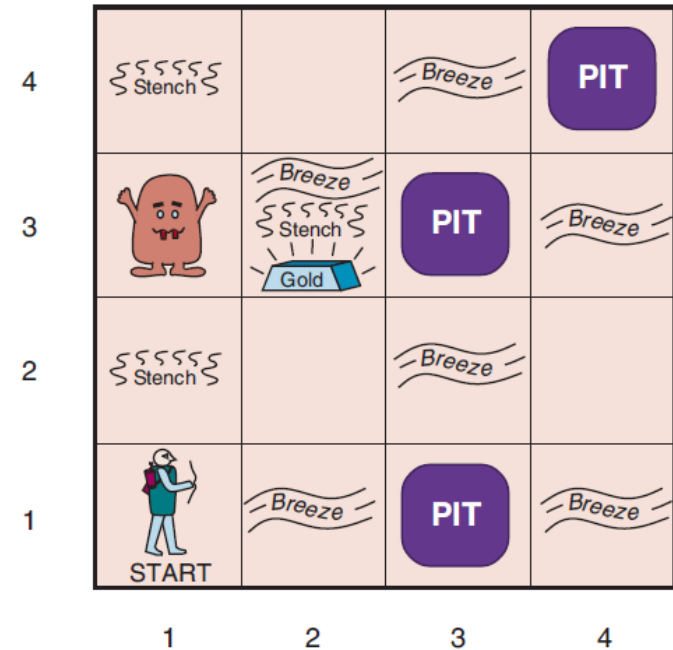 4 Stench Breeze PIT
Breeze
3 Stench PIT Breeze
Gold
2 Stench Breeze
1 Breeze PIT Breeze
START
1 2 3 4